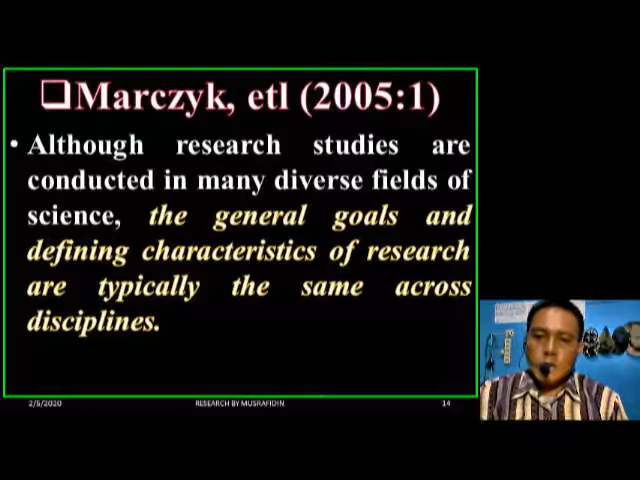 ❑Marczyk, etl (2005:1)
• Although research studies are
conducted in many diverse fields of
science, the general goals and
defining characteristics of research
are typically the same across
disciplines.
2/5/2020 RESEARCH BY MUSRAFIDIN 14